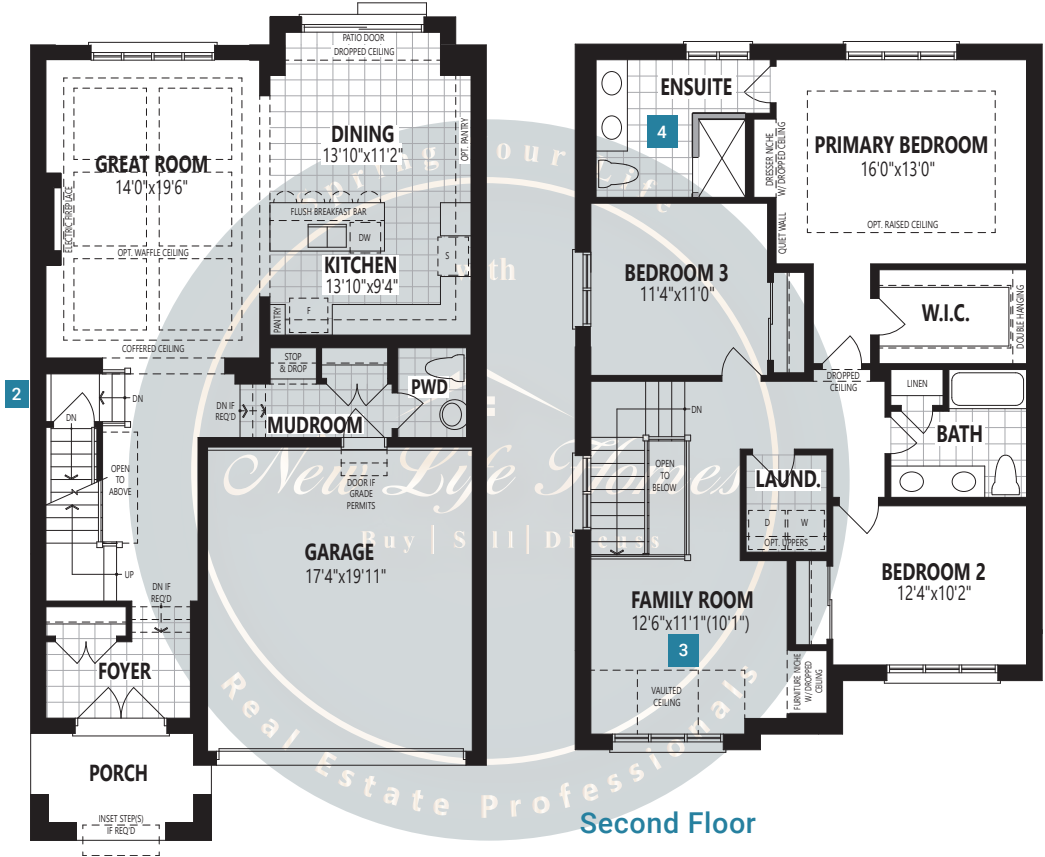 PATIO DOOR
DROPPED CEILING
DINING
13'10"x11'2"
OPT. PANTRY
GREAT ROOM
14'0"x19'6"
ELECTRIC FIREPLACE
OPT. WAFFLE CEILING
COFFERED CEILING
FLUSH BREAKFAST BAR
DW
S
KITCHEN
13'10"x9'4"
PANTRY
F
STOP
& DROP
PWD
DN IF
REQ'D
MUDROOM
2
DN
DN
OPEN
TO
ABOVE
UP
DN IF
REQ'D
DOOR IF
GRADE
PERMITS
GARAGE
17'4"x19'11"
FOYER
PORCH
INSET STEP(S)
IF REQ'D
ENSUITE
4
DRESSER NICHE
W/ DROPPED CEILING
PRIMARY BEDROOM
16'0"x13'0"
OPT. RAISED CEILING
QUIET WALL
BEDROOM 3
11'4"x11'0"
W.I.C.
DOUBLE HANGING
DROPPED
CEILING
LINEN
BATH
DN
OPEN
TO
BELOW
LAUND.
D
W
OPT. UPPERS
FAMILY ROOM
12'6"x11'1"(10'1")
3
VAULTED
CEILING
FURNITURE NICHE
W/ DROPPED
CEILING
BEDROOM 2
12'4"x10'2"
Second Floor
Spring Your Life
with
New Life Homes
Buy | Sell | Discuss
Real Estate Professionals